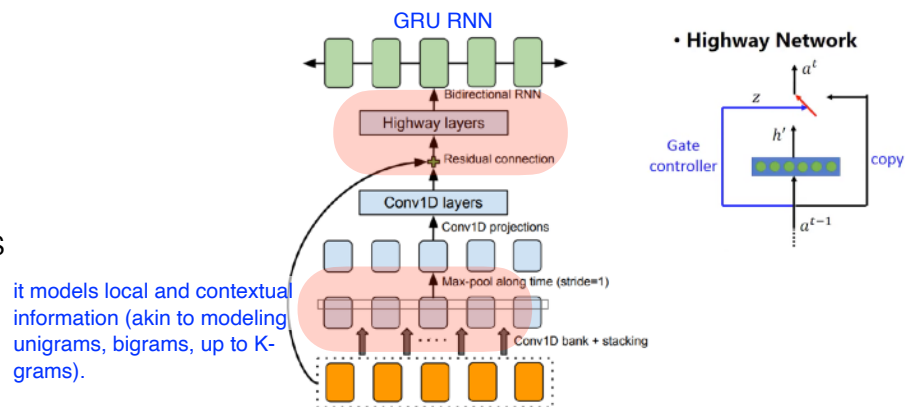 GRU RNN
Bidirectional RNN
Highway layers
Residual connection
Conv1D layers
Conv1D projections
Max-pool along time (stride=1)
Conv1D bank + stacking
s
it models local and contextual
information (akin to modeling
unigrams, bigrams, up to K-
grams).
• Highway Network
a^t
z
h'
Gate
controller
copy
a^{t-1}